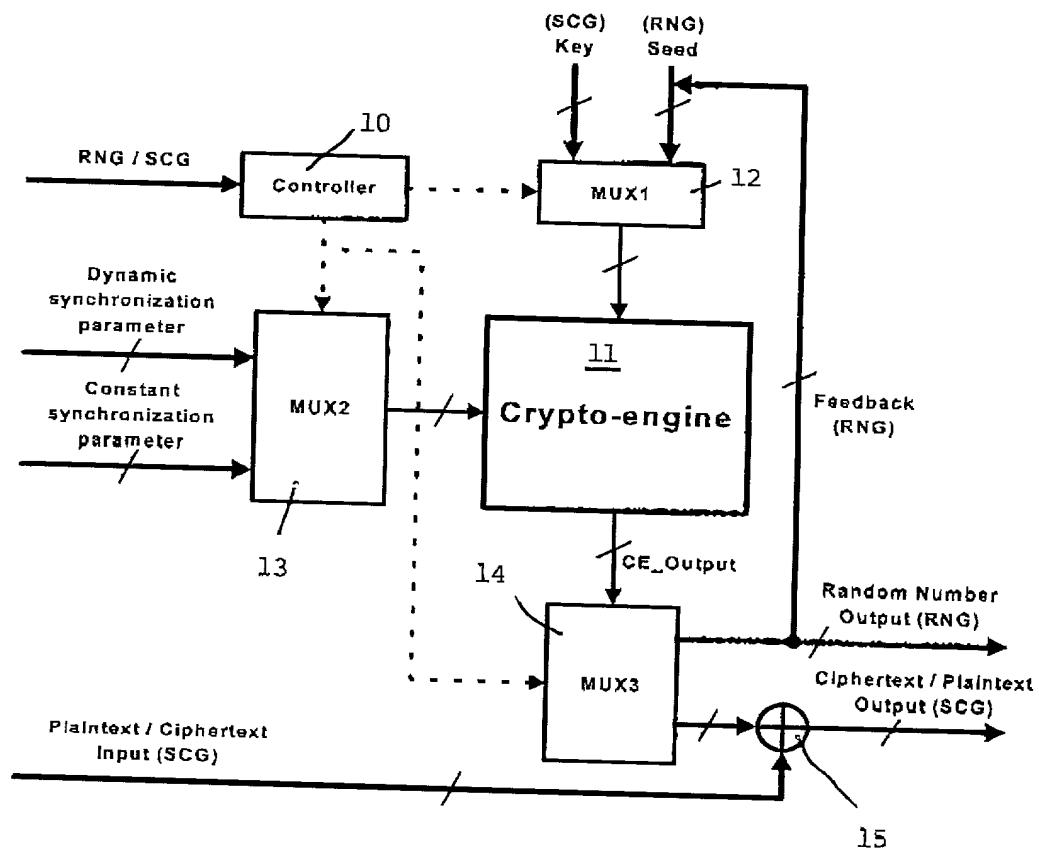 (SCG)
Key
(RNG)
Seed
10
RNG / SCG
Controller
MUX1
12
Dynamic
synchronization
parameter
11
Constant
synchronization
parameter
MUX2
Crypto-engine
Feedback
(RNG)
13
14
CE_Output
Random Number
Output (RNG)
MUX3
Ciphertext / Plaintext
Output (SCG)
Plaintext / Ciphertext
Input (SCG)
15